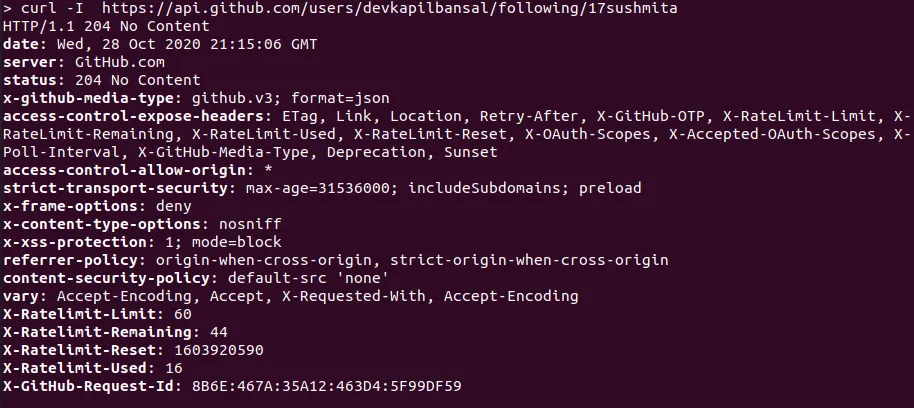 > curl -I  https://api.github.com/users/devkapilbansal/following/17sushmita
HTTP/1.1 204 No Content
date: Wed, 28 Oct 2020 21:15:06 GMT
server: GitHub.com
status: 204 No Content
x-github-media-type: github.v3; format=json
access-control-expose-headers: ETag, Link, Location, Retry-After, X-GitHub-OTP, X-RateLimit-Limit, X-
RateLimit-Remaining, X-RateLimit-Used, X-RateLimit-Reset, X-OAuth-Scopes, X-Accepted-OAuth-Scopes, X-
Poll-Interval, X-GitHub-Media-Type, Deprecation, Sunset
access-control-allow-origin: *
strict-transport-security: max-age=31536000; includeSubdomains; preload
x-frame-options: deny
x-content-type-options: nosniff
x-xss-protection: 1; mode=block
referrer-policy: origin-when-cross-origin, strict-origin-when-cross-origin
content-security-policy: default-src 'none'
vary: Accept-Encoding, Accept, X-Requested-With, Accept-Encoding
X-Ratelimit-Limit: 60
X-Ratelimit-Remaining: 44
X-Ratelimit-Reset: 1603920590
X-Ratelimit-Used: 16
X-GitHub-Request-Id: 8B6E:467A:35A12:463D4:5F99DF59